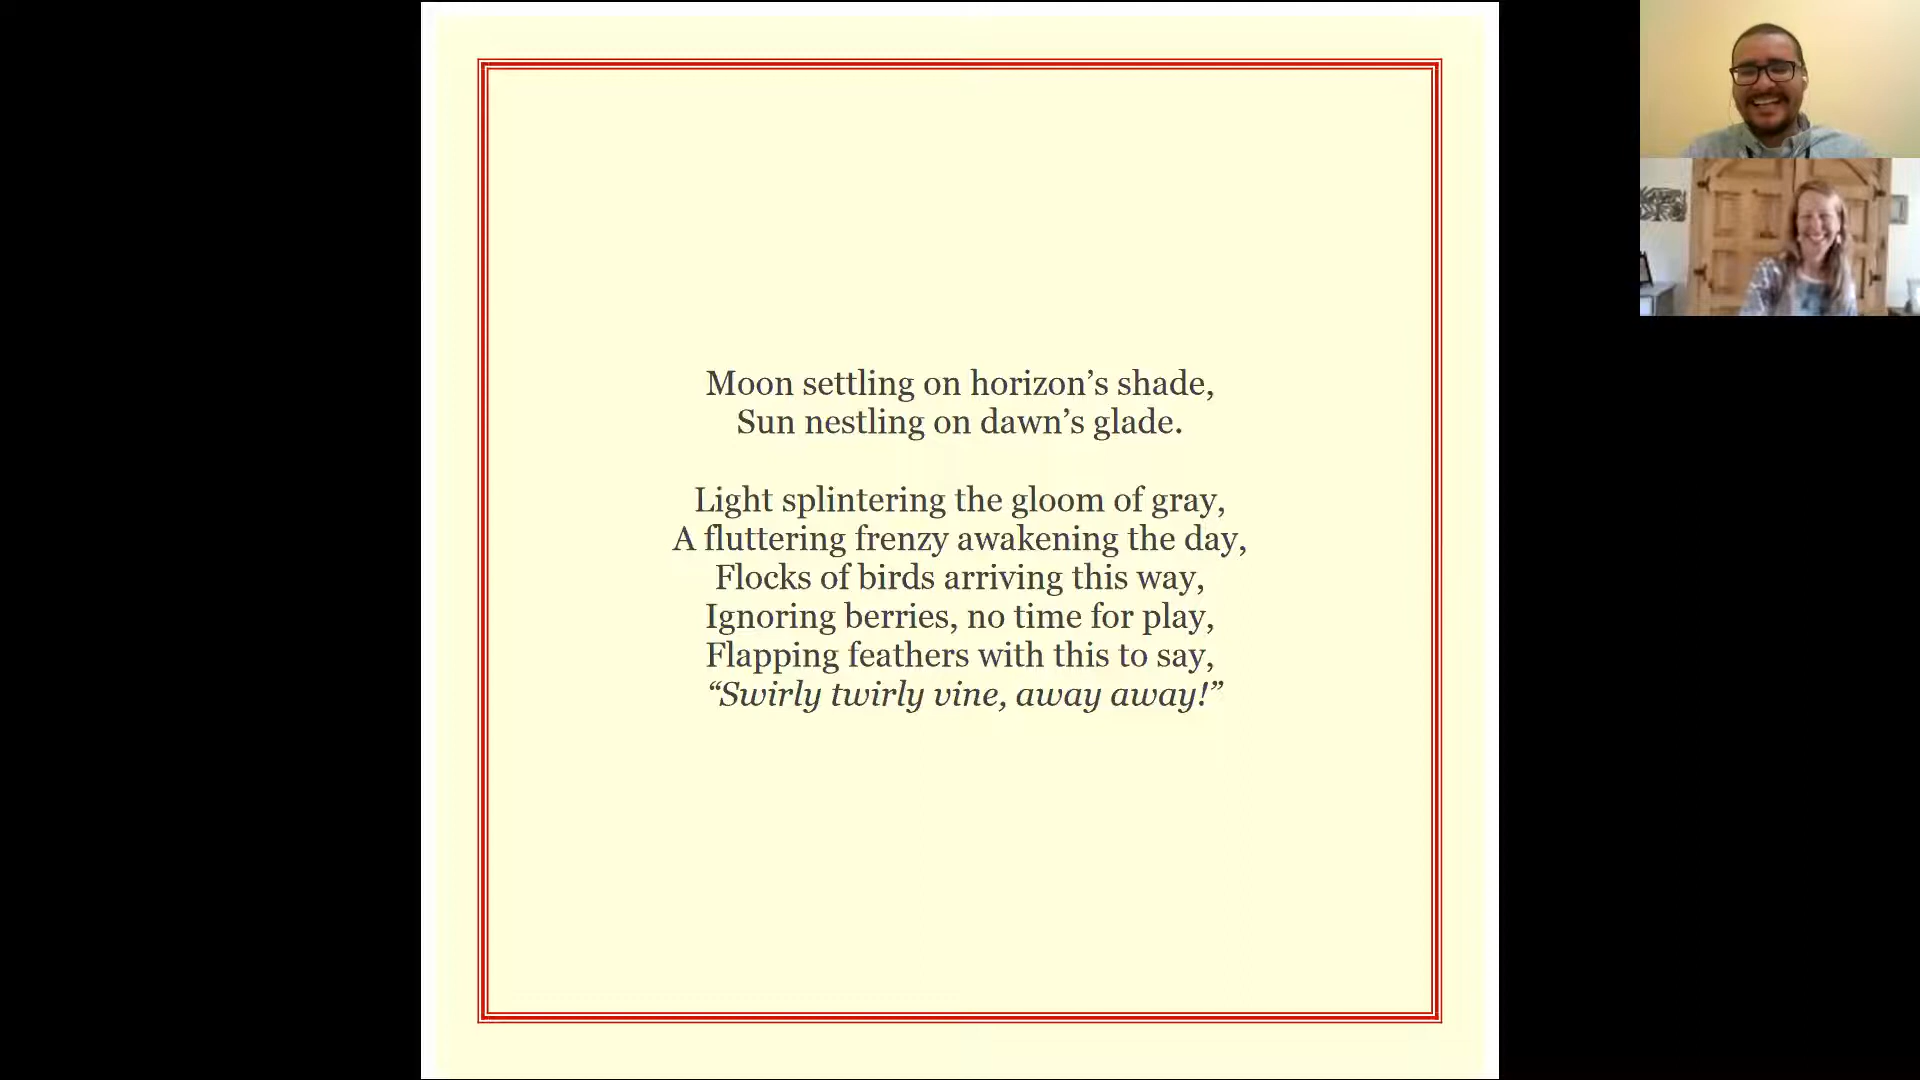 Moon settling on horizon’s shade,
Sun nestling on dawn’s glade.
Light splintering the gloom of gray,
A fluttering frenzy awakening the day,
Flocks of birds arriving this way,
Ignoring berries, no time for play,
Flapping feathers with this to say,
“Swirly twirly vine, away away!”